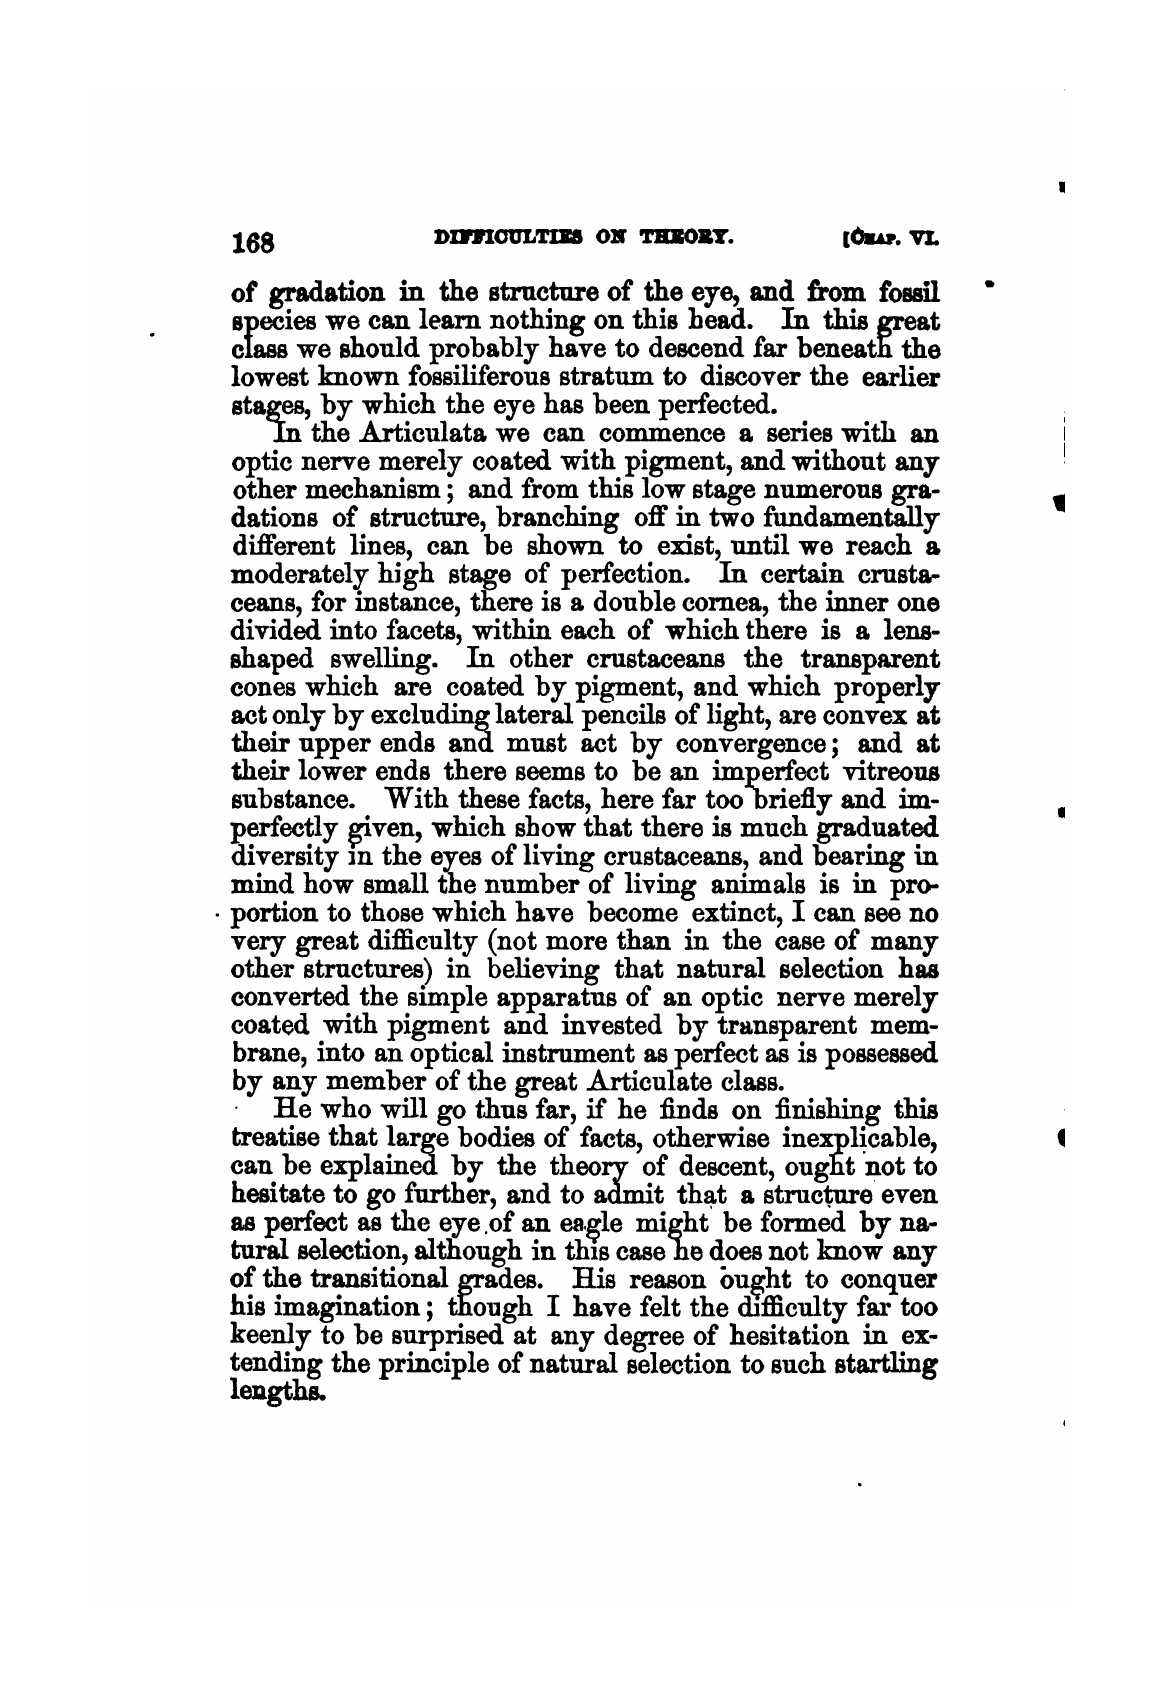 168 DIFFICULTIES ON THEORY. [CHAP. VI.
of gradation in the structure of the eye, and from fossil
species we can learn nothing on this head. In this great
class we should probably have to descend far beneath the
lowest known fossiliferous stratum to discover the earlier
stages, by which the eye has been perfected.
In the Articulata we can commence a series with an
optic nerve merely coated with pigment, and without any
other mechanism; and from this low stage numerous gra-
dations of structure, branching off in two fundamentally
different lines, can be shown to exist, until we reach a
moderately high stage of perfection. In certain crusta-
ceans, for instance, there is a double cornea, the inner one
divided into facets, within each of which there is a lens-
shaped swelling. In other crustaceans the transparent
cones which are coated by pigment, and which properly
act only by excluding lateral pencils of light, are convex at
their upper ends and must act by convergence; and at
their lower ends there seems to be an imperfect vitreous
substance. With these facts, here far too briefly and im-
perfectly given, which show that there is much graduated
diversity in the eyes of living crustaceans, and bearing in
mind how small the number of living animals is in pro-
portion to those which have become extinct, I can see no
very great difficulty (not more than in the case of many
other structures) in believing that natural selection has
converted the simple apparatus of an optic nerve merely
coated with pigment and invested by transparent mem-
brane, into an optical instrument as perfect as is possessed
by any member of the great Articulate class.
He who will go thus far, if he finds on finishing this
treatise that large bodies of facts, otherwise inexplicable,
can be explained by the theory of descent, ought not to
hesitate to go further, and to admit that a structure even
as perfect as the eye of an eagle might be formed by na-
tural selection, although in this case he does not know any
of the transitional grades. His reason ought to conquer
his imagination; though I have felt the difficulty far too
keenly to be surprised at any degree of hesitation in ex-
tending the principle of natural selection to such startling
lengths.